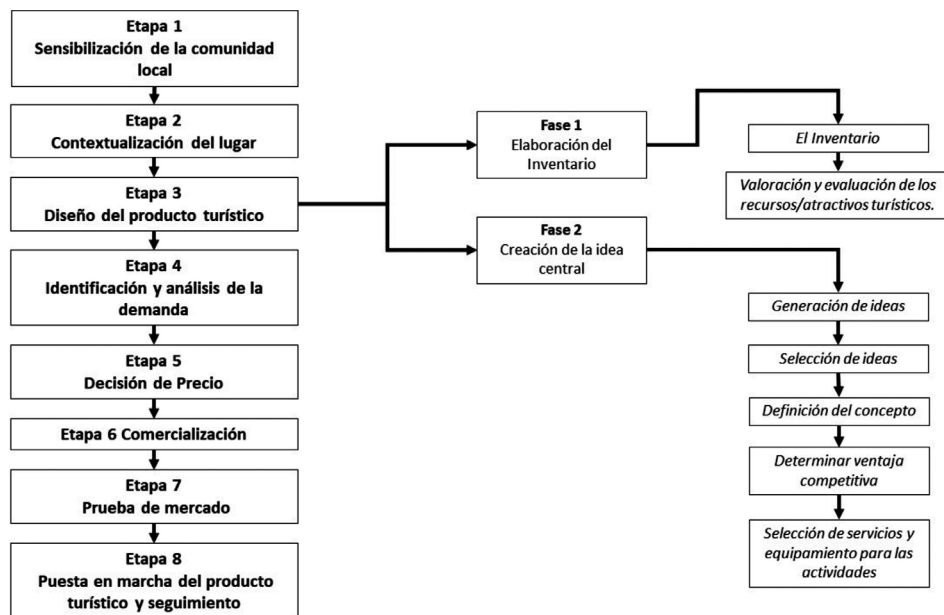 Etapa 1
Sensibilización de la comunidad
local
Etapa 2
Contextualización del lugar
Etapa 3
Diseño del producto turístico
Etapa 4
Identificación y análisis de la
demanda
Etapa 5
Decisión de Precio
Etapa 6 Comercialización
Etapa 7
Prueba de mercado
Etapa 8
Puesta en marcha del producto
turístico y seguimiento
Fase 1
Elaboración del
Inventario
Fase 2
Creación de la idea
central
El Inventario
Valoración y evaluación de los
recursos/atractivos turísticos.
Generación de ideas
Selección de ideas
Definición del concepto
Determinar ventaja
competitiva
Selección de servicios y
equipamiento para las
actividades